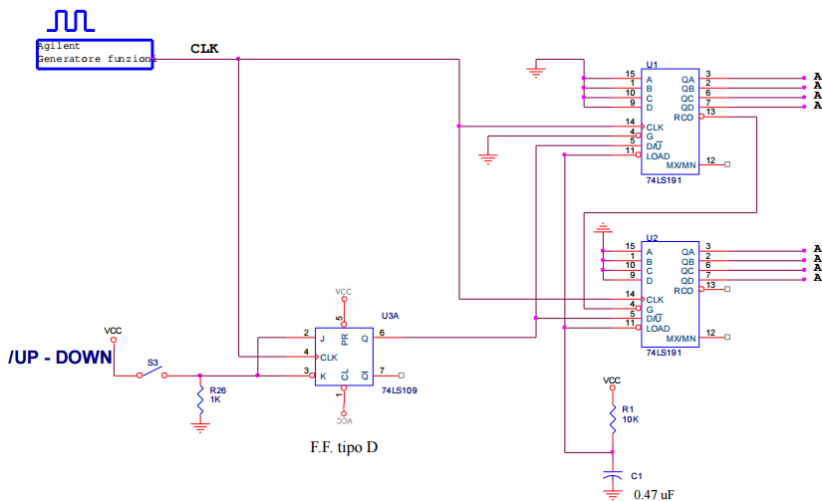 Agilent
Generatore funzioni
CLK
U1
15 A QA 3 A
1 B QB 2 A
10 C QC 6 A
9 D QD 7 A
RCO 13
14 CLK
4 G
5 D/U
11 LOAD
MX/MN 12
74LS191
U2
15 A QA 3 A
1 B QB 2 A
10 C QC 6 A
9 D QD 7 A
RCO 13
14 CLK
4 G
5 D/U
11 LOAD
MX/MN 12
74LS191
VCC
U3A
5
PR
2 J Q 6
4 CLK
3 K Q 7
CL
1
74LS109
VCC
VCC
/UP - DOWN
S3
R26
1K
F.F. tipo D
VCC
R1
10K
C1
0.47 uF